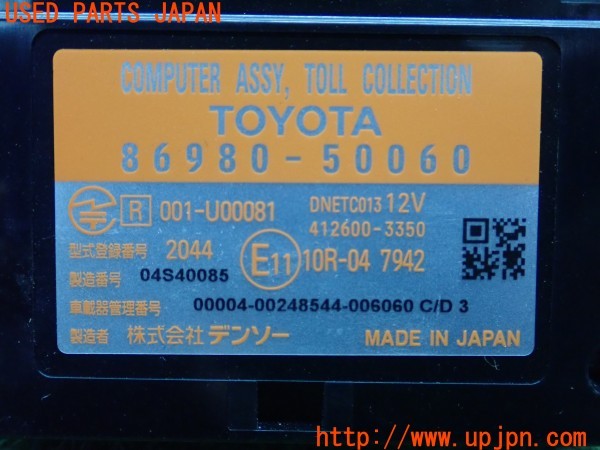 USED PARTS JAPAN
COMPUTER ASSY, TOLL COLLECTION
TOYOTA
86980-50060
R 001-U00081 DNETC013 12V
412600-3350
型式登録番号 2044 E11 10R-04 7942
製造番号 04S40085
車載器管理番号 00004-00248544-006060 C/D 3
製造者 株式会社 デンソー MADE IN JAPAN
http://www.upjpn.com/